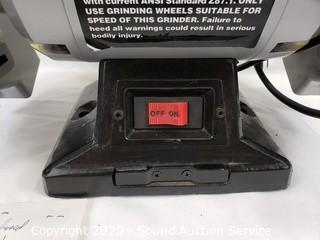 with current ANSI Standard Z87.1. ONLY
USE GRINDING WHEELS SUITABLE FOR
SPEED OF THIS GRINDER. Failure to
heed all warnings could result in serious
bodily injury.
OFF ON
Copyright 2020 - Sound Auction Service